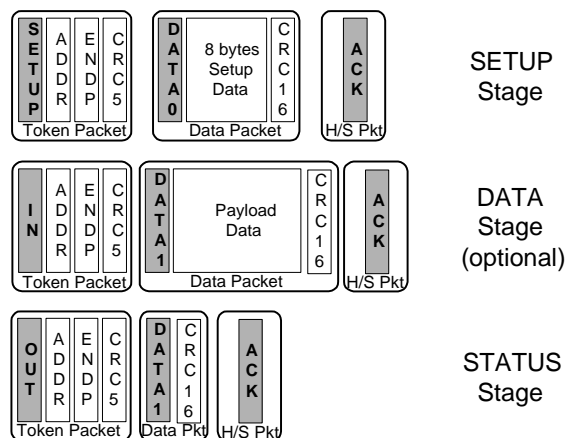 SETUP
ADDR
ENDP
CRC5
Token Packet
DATA0
8 bytes
Setup
Data
CRC16
Data Packet
ACK
H/S Pkt
SETUP
Stage
IN
ADDR
ENDP
CRC5
Token Packet
DATA1
Payload
Data
CRC16
Data Packet
ACK
H/S Pkt
DATA
Stage
(optional)
OUT
ADDR
ENDP
CRC5
Token Packet
DATA1
CRC16
Data Pkt
ACK
H/S Pkt
STATUS
Stage